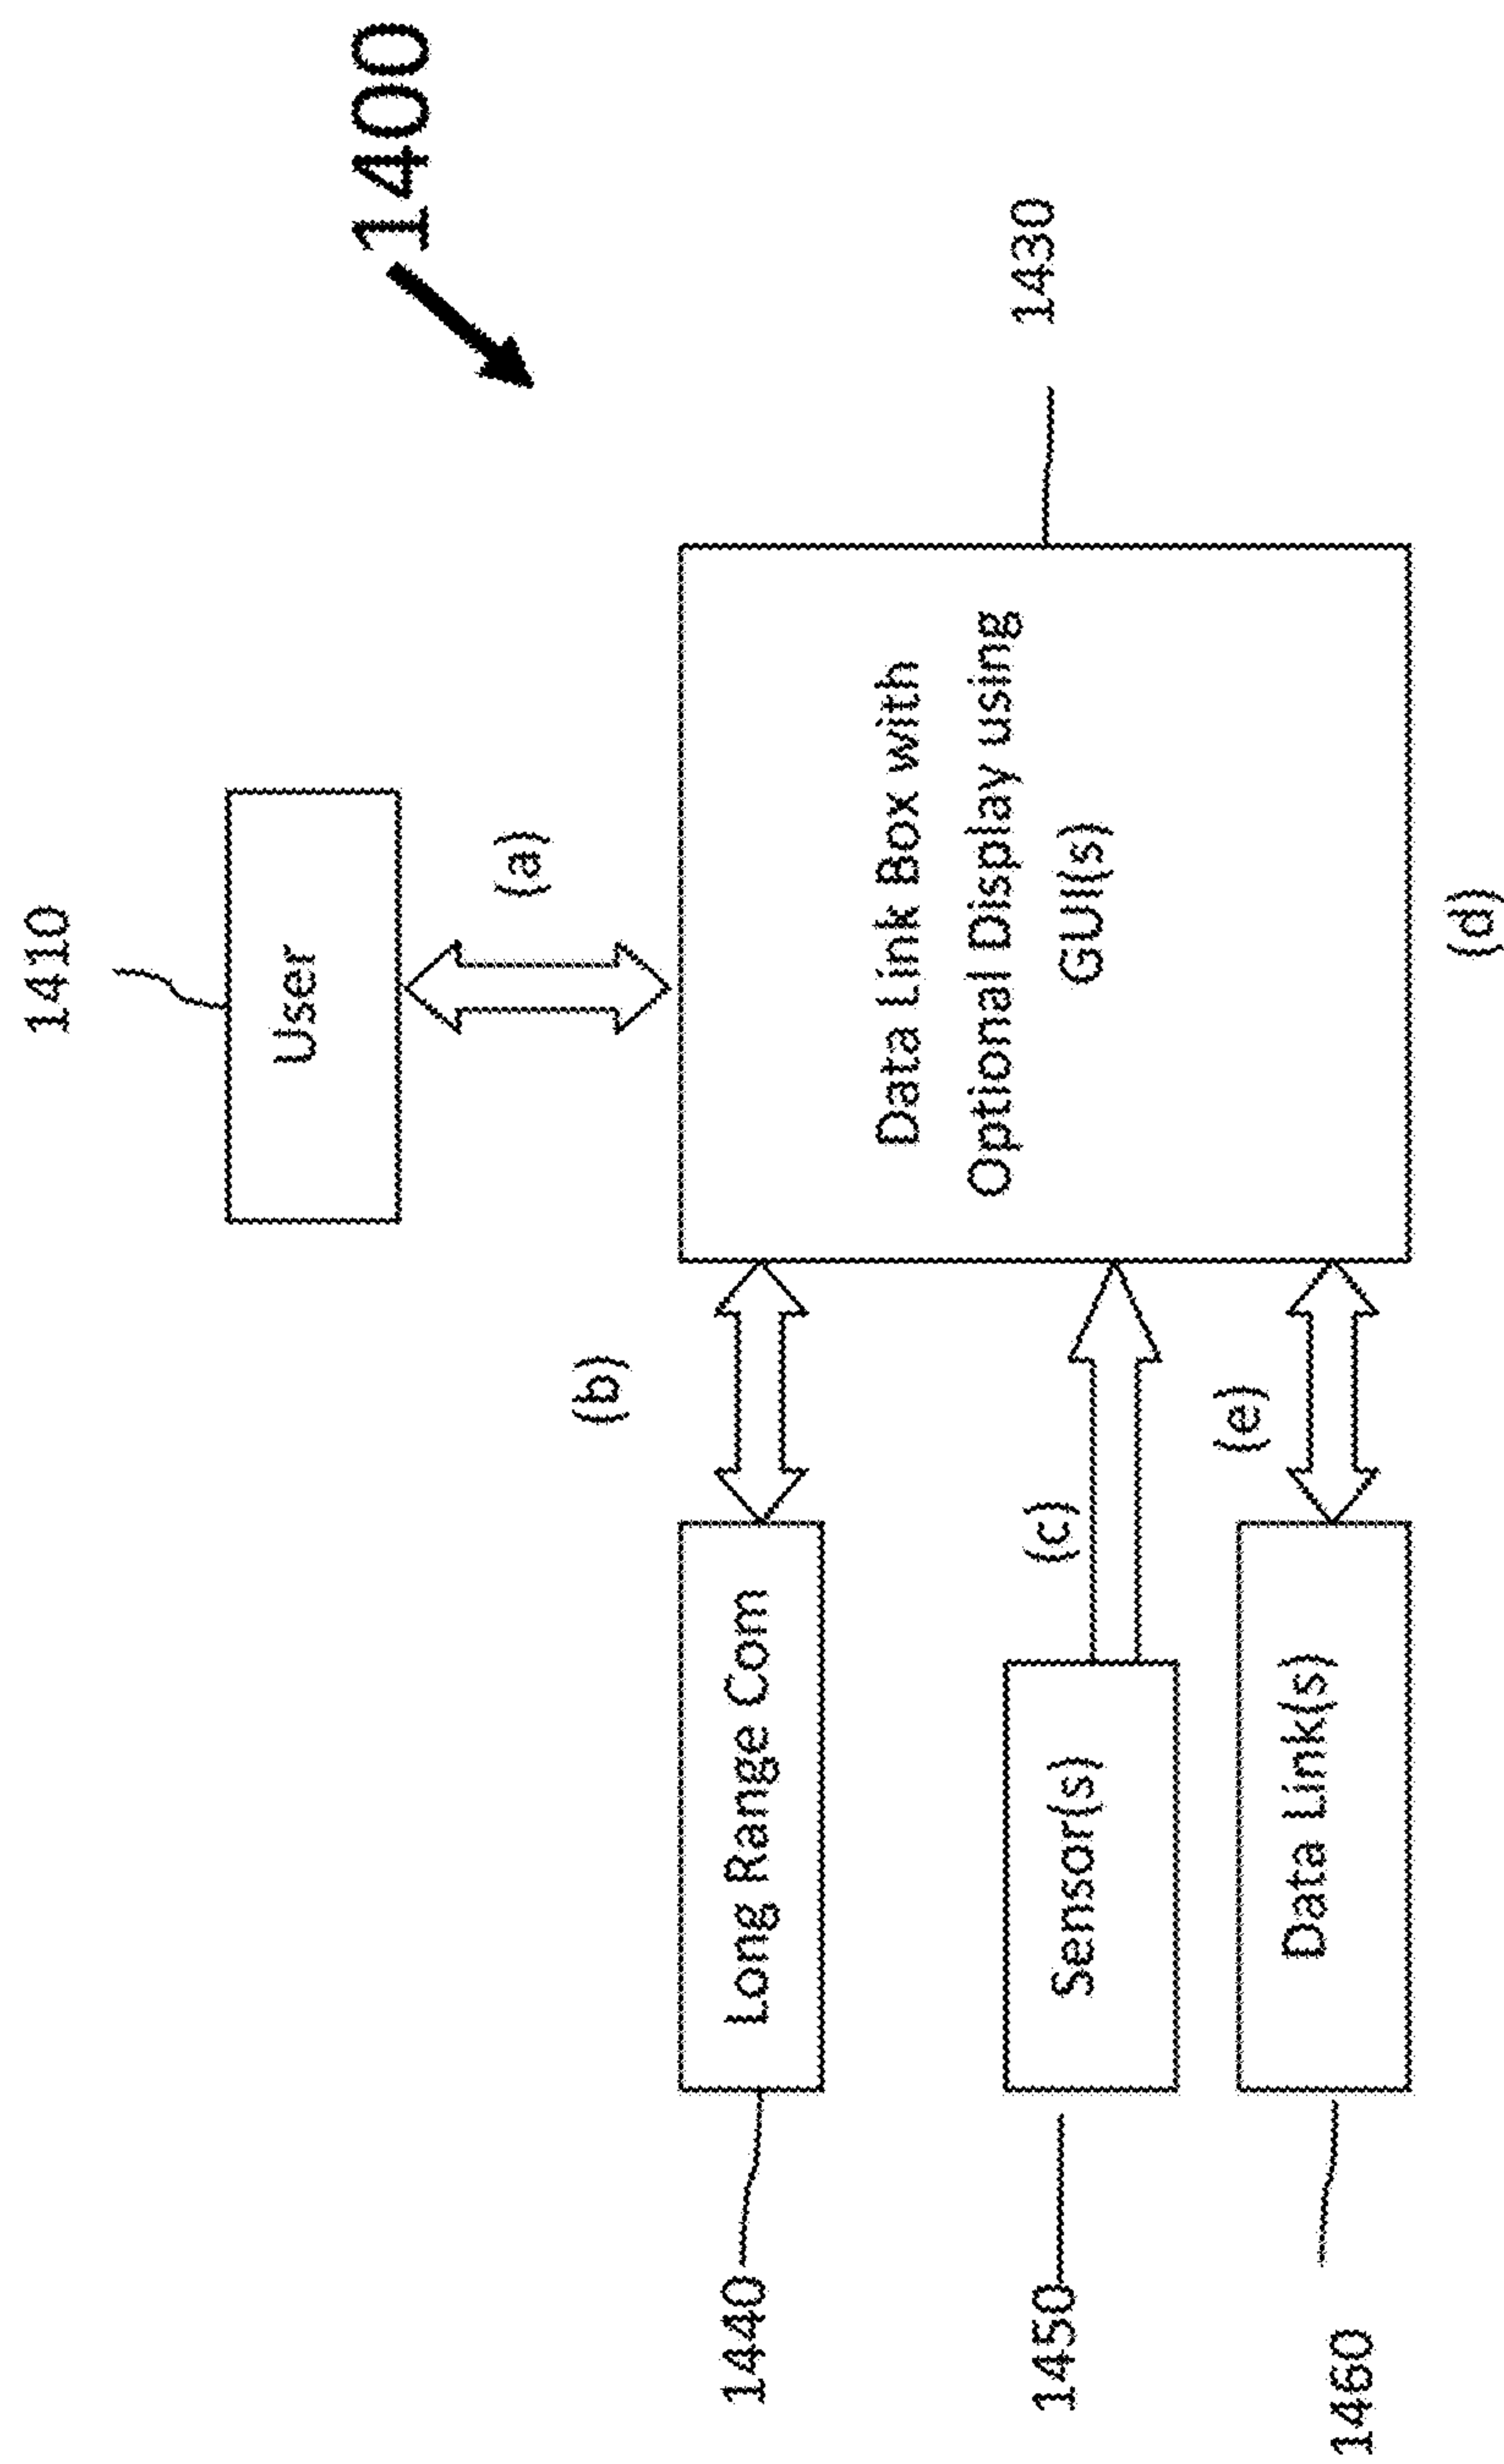 1400
1410
User
(a)
1430
Data Link Box with
Optional Display using
GUI(s)
(d)
(b)
Long Range Com
1440
(c)
Sensor(s)
1450
(e)
Data Link(s)
1460